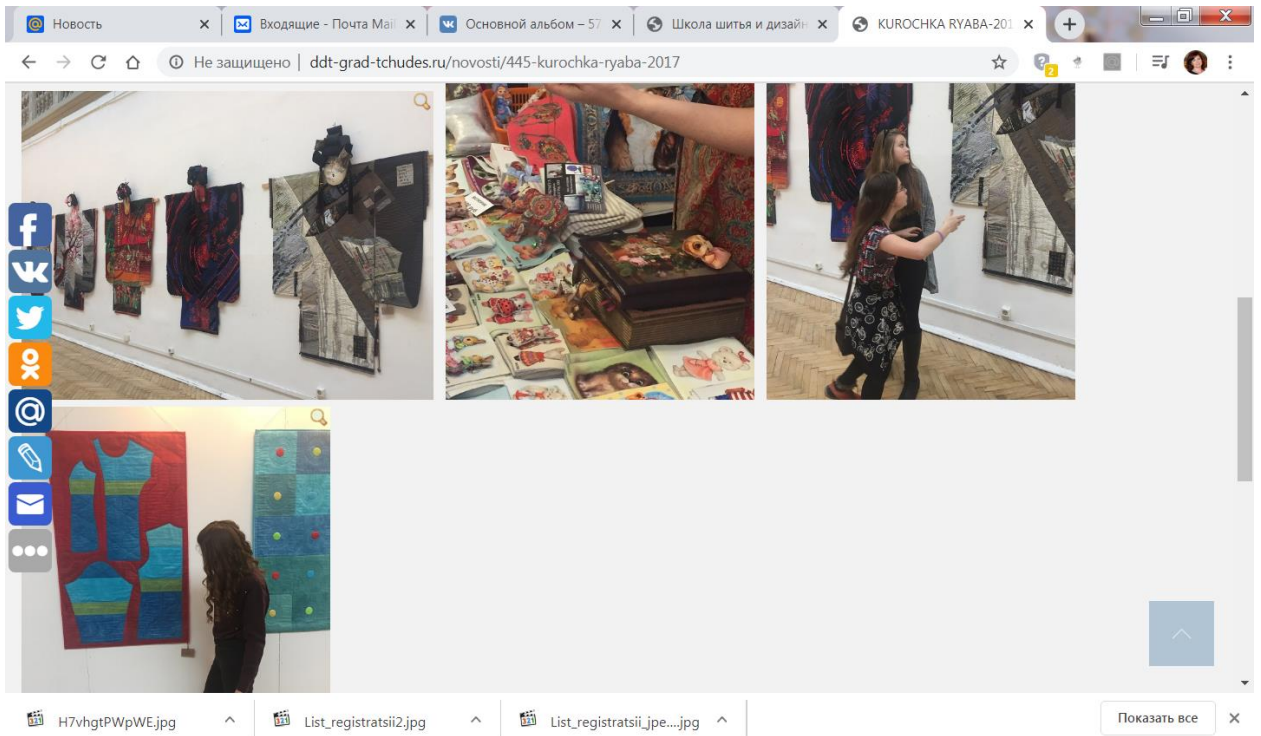 Новость
Входящие - Почта Mail
Основной альбом – 57
Школа шитья и дизайн
KUROCHKA RYABA-201
Не защищено | ddt-grad-tchudes.ru/novosti/445-kurochka-ryaba-2017
2
H7vhgtPWpWE.jpg
List_registratsii2.jpg
List_registratsii_jpe....jpg
Показать все